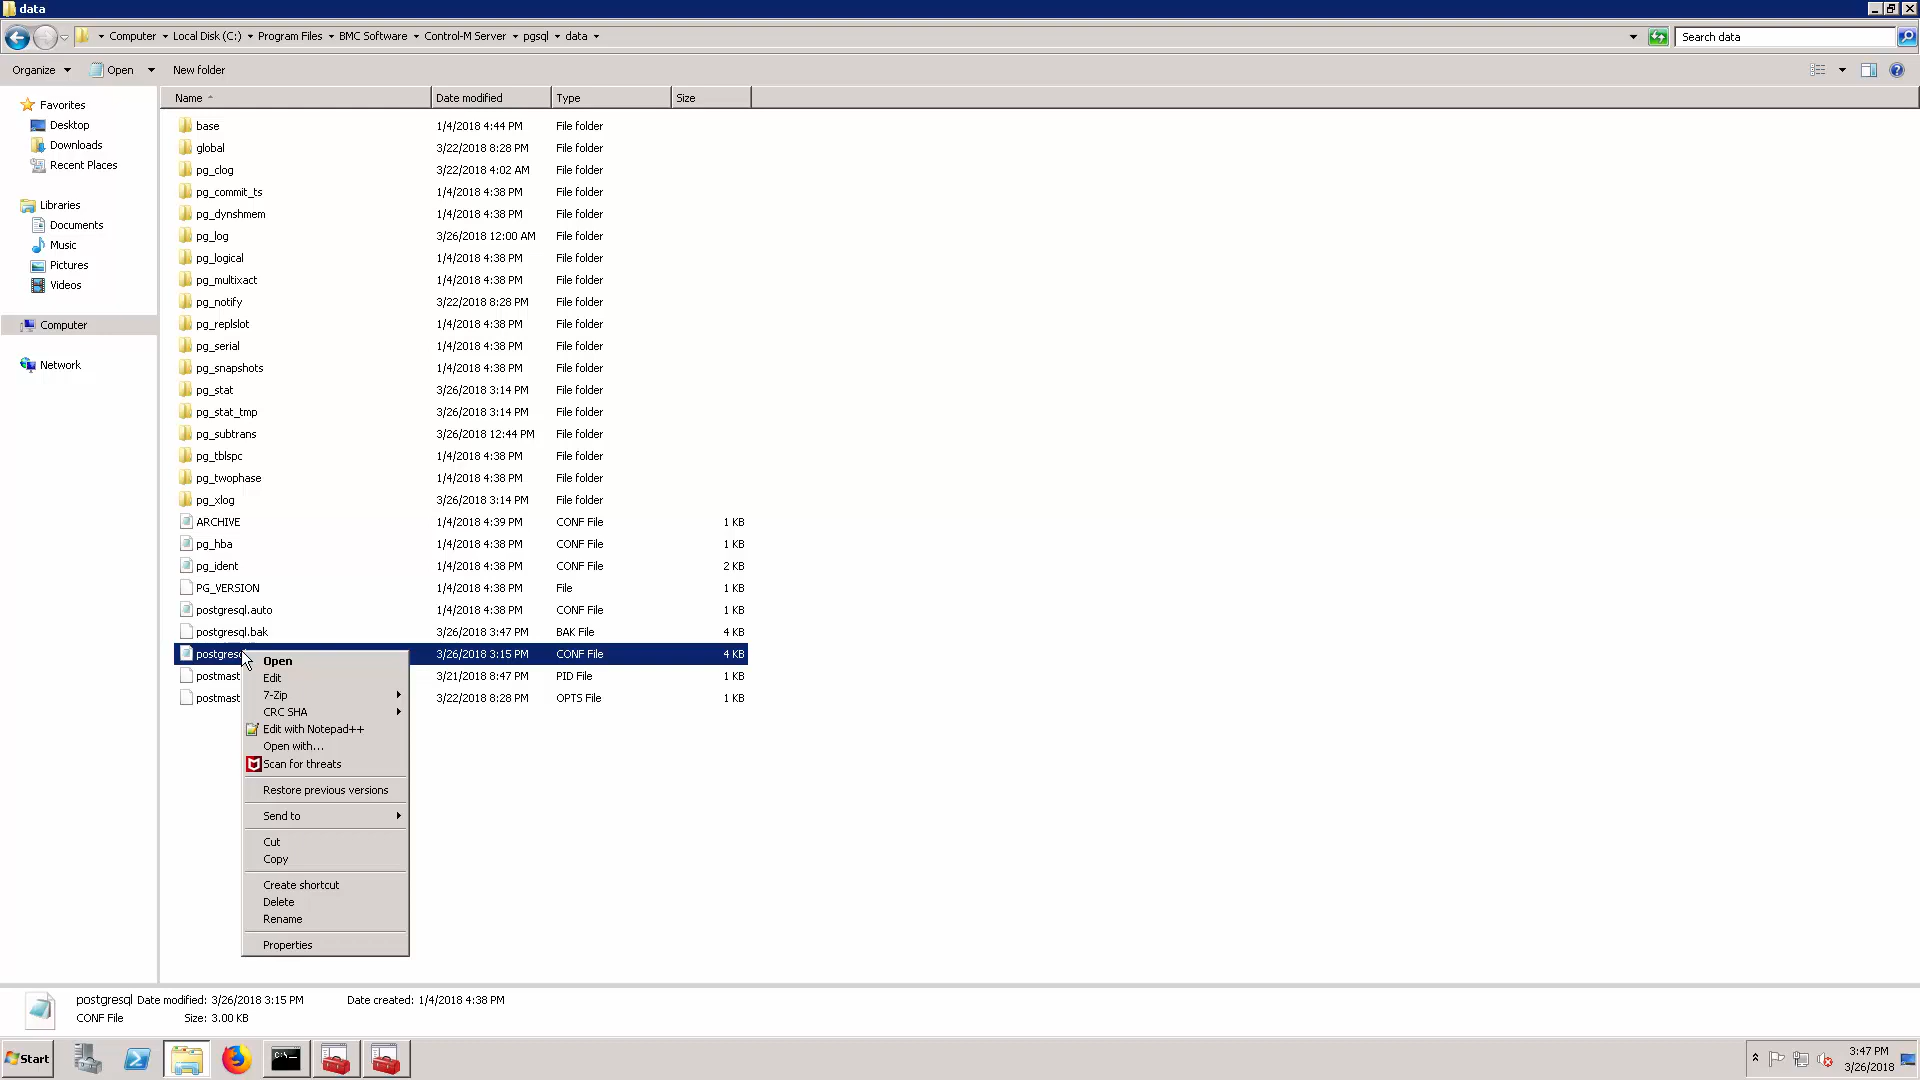 data
Computer Local Disk (C:) Program Files BMC Software Control-M Server pgsql data
Search data
Organize Open New folder
Name Date modified Type Size
Favorites
Desktop
Downloads
Recent Places
Libraries
Documents
Music
Pictures
Videos
Computer
Network
base 1/4/2018 4:44 PM File folder
global 3/22/2018 8:28 PM File folder
pg_clog 3/22/2018 4:02 AM File folder
pg_commit_ts 1/4/2018 4:38 PM File folder
pg_dynshmem 1/4/2018 4:38 PM File folder
pg_log 3/26/2018 12:00 AM File folder
pg_logical 1/4/2018 4:38 PM File folder
pg_multixact 1/4/2018 4:38 PM File folder
pg_notify 3/22/2018 8:28 PM File folder
pg_replslot 1/4/2018 4:38 PM File folder
pg_serial 1/4/2018 4:38 PM File folder
pg_snapshots 1/4/2018 4:38 PM File folder
pg_stat 3/26/2018 3:14 PM File folder
pg_stat_tmp 3/26/2018 3:14 PM File folder
pg_subtrans 3/26/2018 12:44 PM File folder
pg_tblspc 1/4/2018 4:38 PM File folder
pg_twophase 1/4/2018 4:38 PM File folder
pg_xlog 3/26/2018 3:14 PM File folder
ARCHIVE 1/4/2018 4:39 PM CONF File 1 KB
pg_hba 1/4/2018 4:38 PM CONF File 1 KB
pg_ident 1/4/2018 4:38 PM CONF File 2 KB
PG_VERSION 1/4/2018 4:38 PM File 1 KB
postgresql.auto 1/4/2018 4:38 PM CONF File 1 KB
postgresql.bak 3/26/2018 3:47 PM BAK File 4 KB
postgres 3/26/2018 3:15 PM CONF File 4 KB
postmast 3/21/2018 8:47 PM PID File 1 KB
postmast 3/22/2018 8:28 PM OPTS File 1 KB
Open
Edit
7-Zip
CRC SHA
Edit with Notepad++
Open with...
Scan for threats
Restore previous versions
Send to
Cut
Copy
Create shortcut
Delete
Rename
Properties
postgresql Date modified: 3/26/2018 3:15 PM Date created: 1/4/2018 4:38 PM
CONF File Size: 3.00 KB
Start
C:\
3:47 PM
3/26/2018